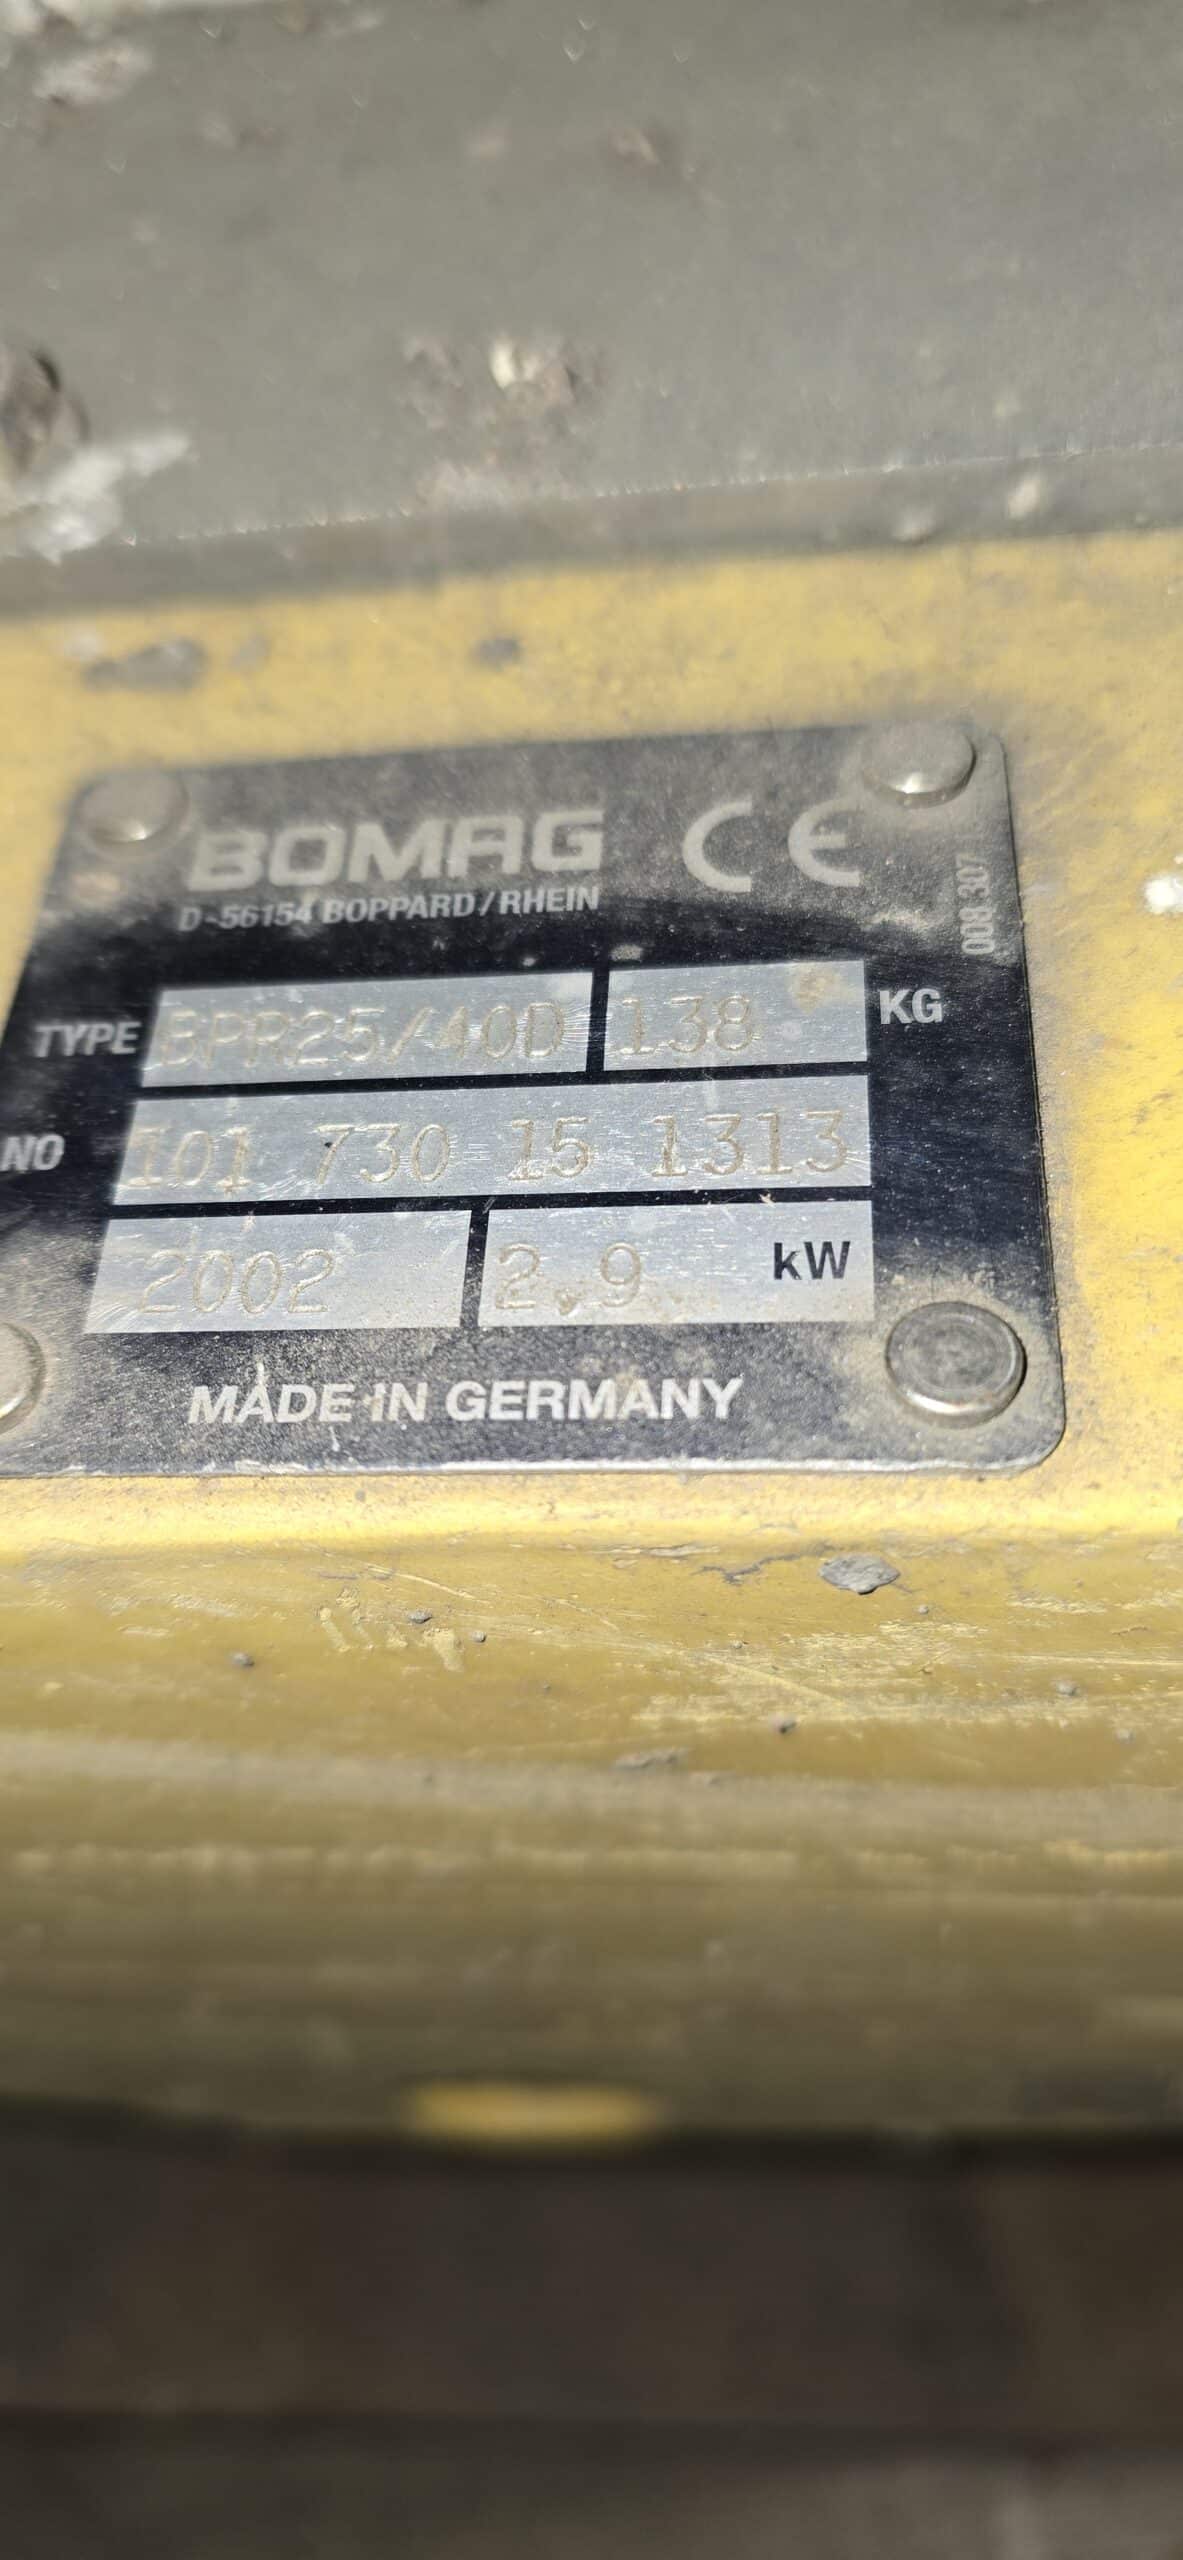 BOMAG CE
D-56154 BOPPARD/RHEIN
008 307
TYPE BPR25/40D 138 KG
NO 101 730 15 1313
2002 2,9 kW
MADE IN GERMANY